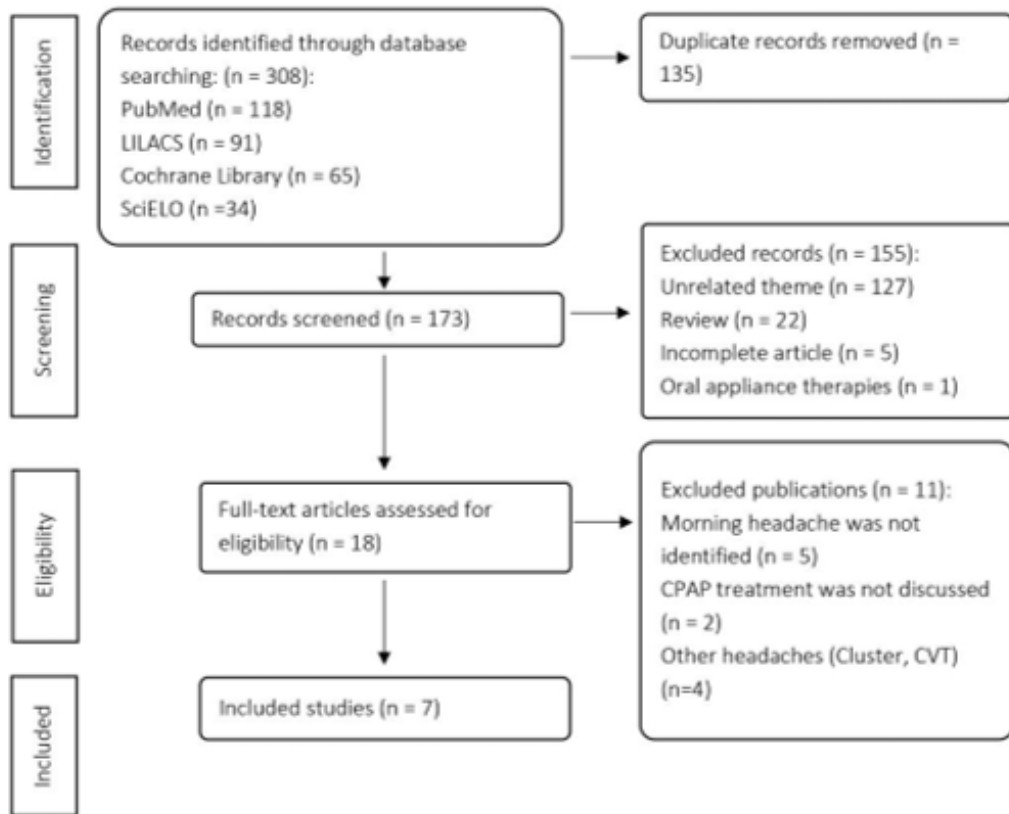 Identification
Records identified through database
searching: (n = 308):
PubMed (n = 118)
LILACS (n = 91)
Cochrane Library (n = 65)
SciELO (n =34)
Duplicate records removed (n =
135)
Screening
Records screened (n = 173)
Excluded records (n = 155):
Unrelated theme (n = 127)
Review (n = 22)
Incomplete article (n = 5)
Oral appliance therapies (n = 1)
Eligibility
Full-text articles assessed for
eligibility (n = 18)
Excluded publications (n = 11):
Morning headache was not
identified (n = 5)
CPAP treatment was not discussed
(n = 2)
Other headaches (Cluster, CVT)
(n=4)
Included
Included studies (n = 7)